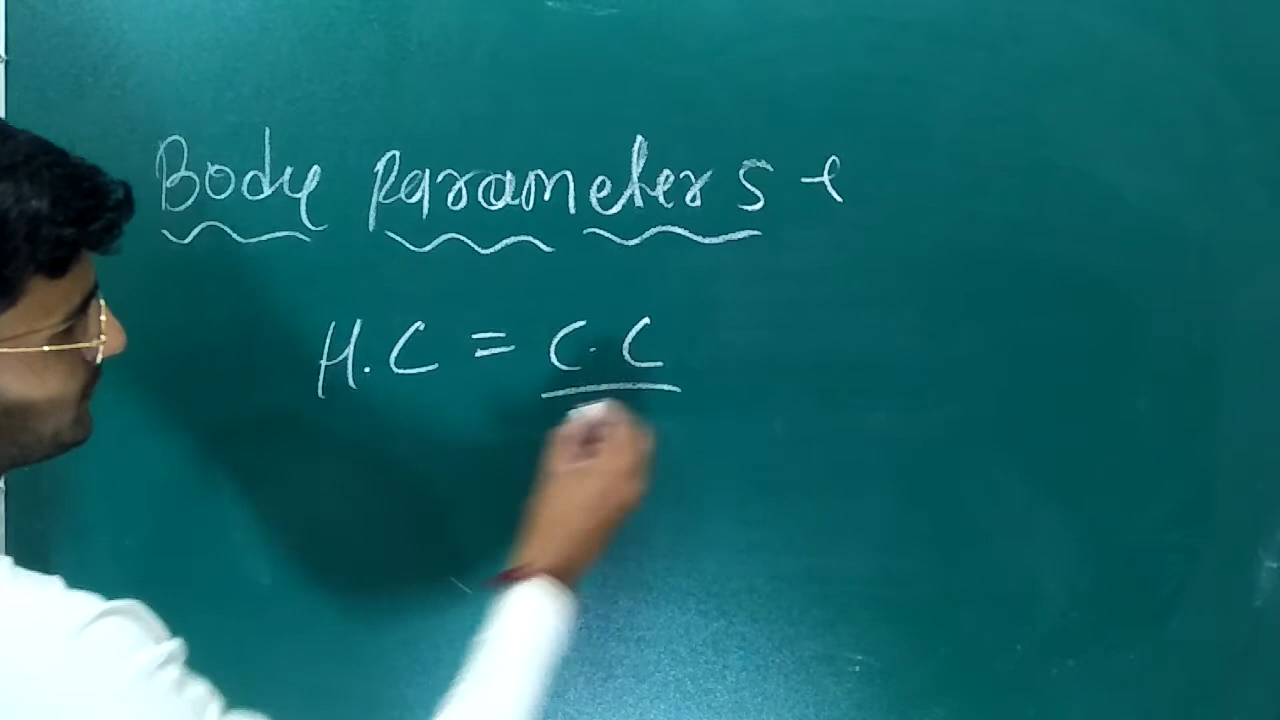 Body Parameters :-
H.C = C.C